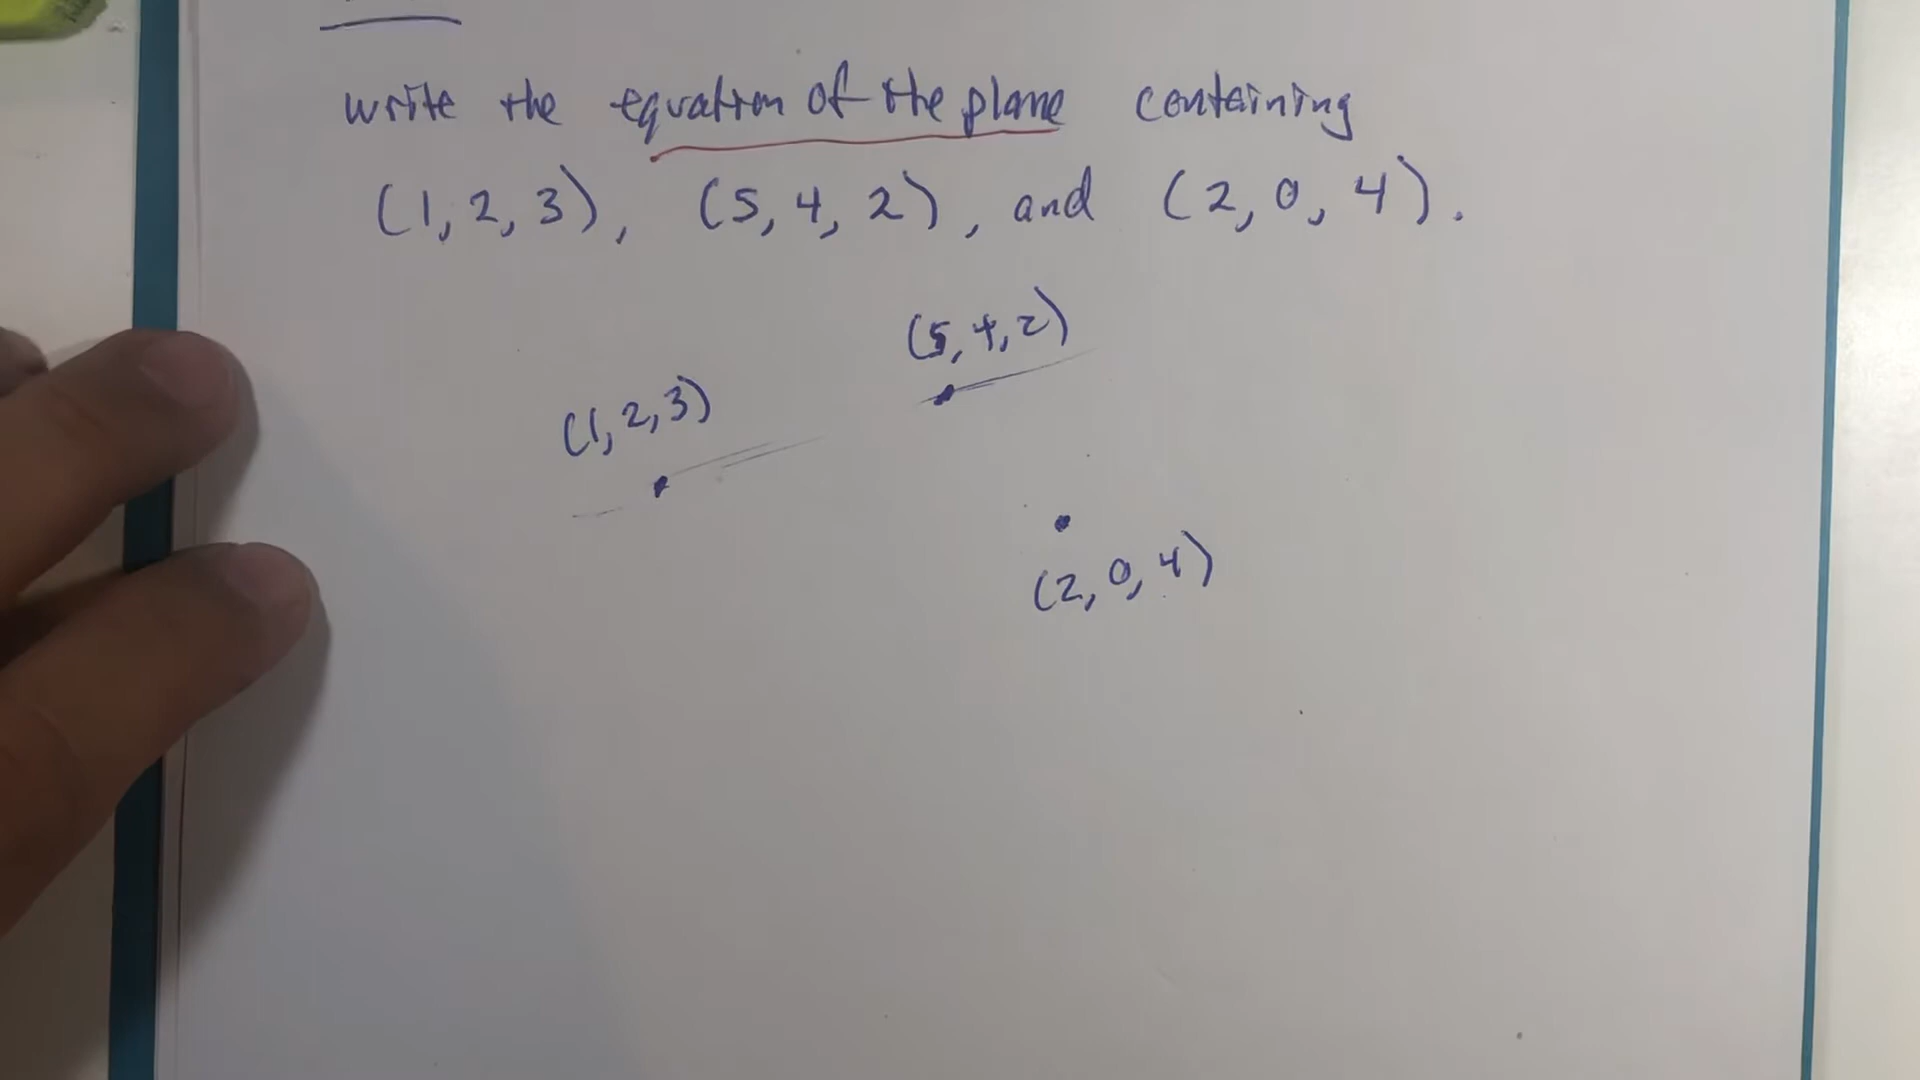 write the equation of the plane containing
(1, 2, 3), (5, 4, 2), and (2, 0, 4).
(5, 4, 2)
(1, 2, 3)
(2, 0, 4)